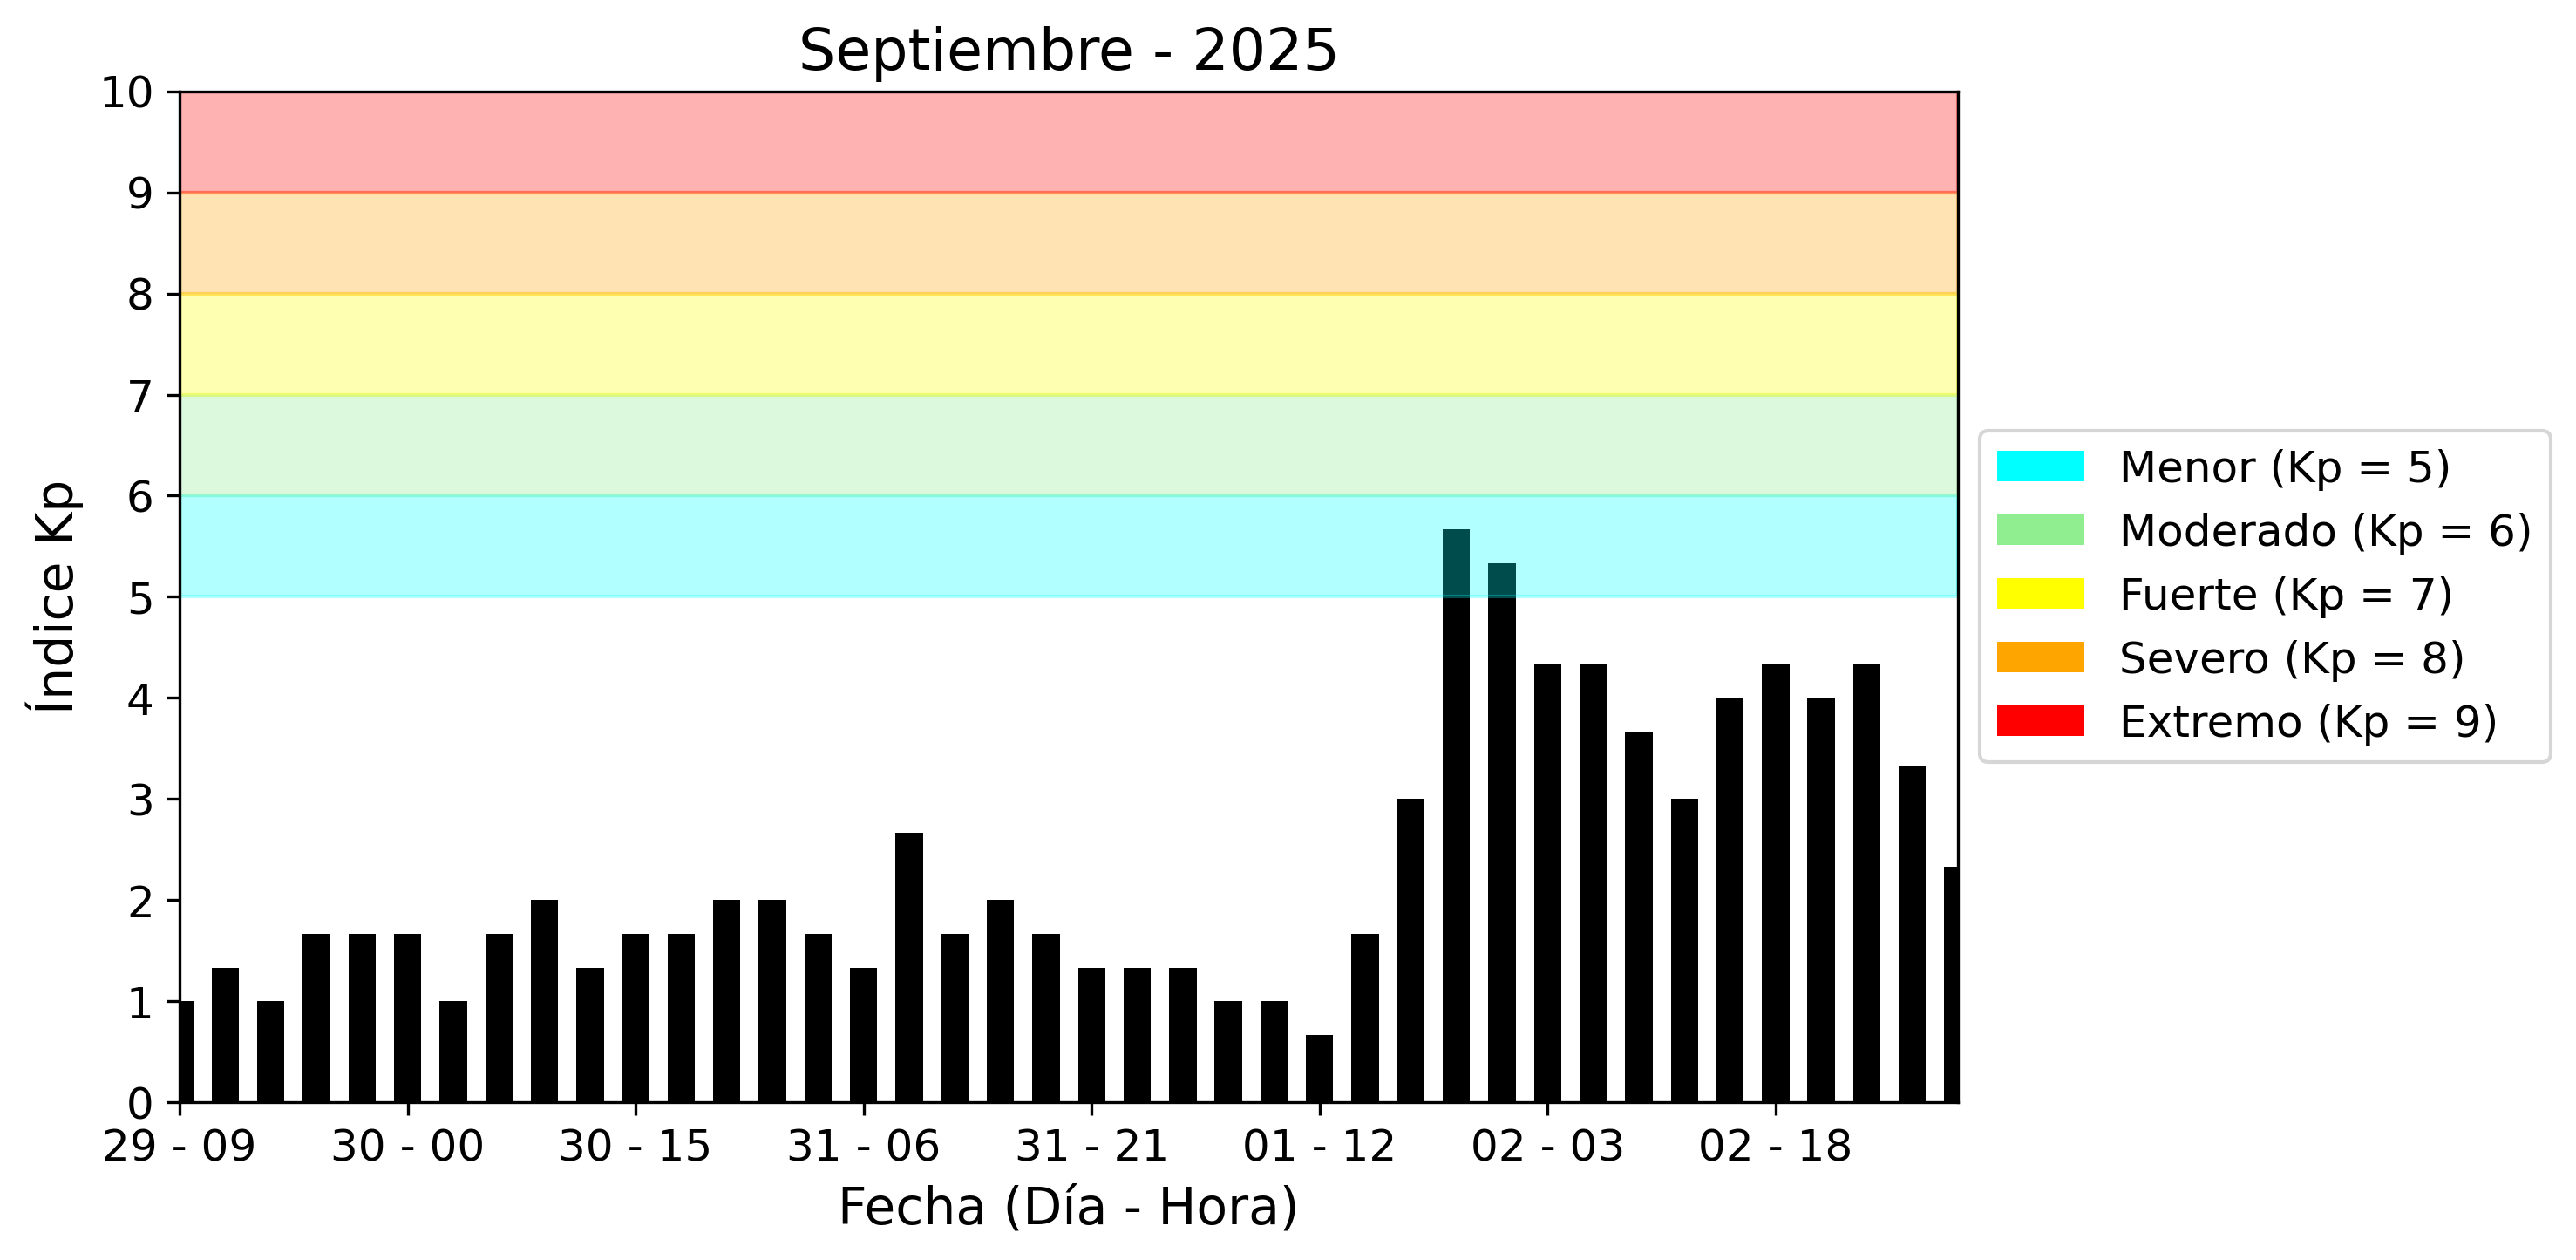 Septiembre - 2025
10
9
8
7
6
5
4
3
2
1
0
Índice Kp
29 - 09
30 - 00
30 - 15
31 - 06
31 - 21
01 - 12
02 - 03
02 - 18
Fecha (Día - Hora)
Menor (Kp = 5)
Moderado (Kp = 6)
Fuerte (Kp = 7)
Severo (Kp = 8)
Extremo (Kp = 9)